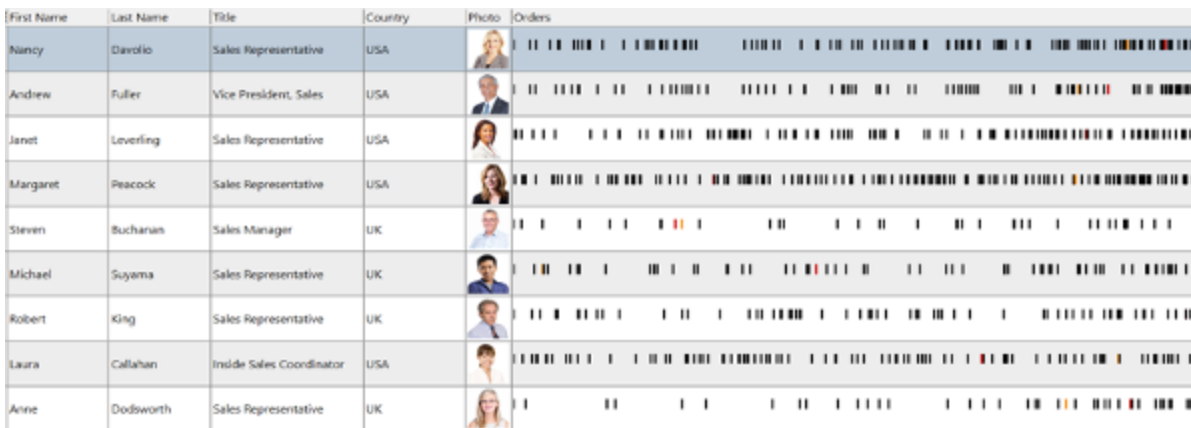 First Name Last Name Title Country Photo Orders
Nancy Davolio Sales Representative USA
Andrew Fuller Vice President, Sales USA
Janet Leverling Sales Representative USA
Margaret Peacock Sales Representative USA
Steven Buchanan Sales Manager UK
Michael Suyama Sales Representative UK
Robert King Sales Representative UK
Laura Callahan Inside Sales Coordinator USA
Anne Dodsworth Sales Representative UK